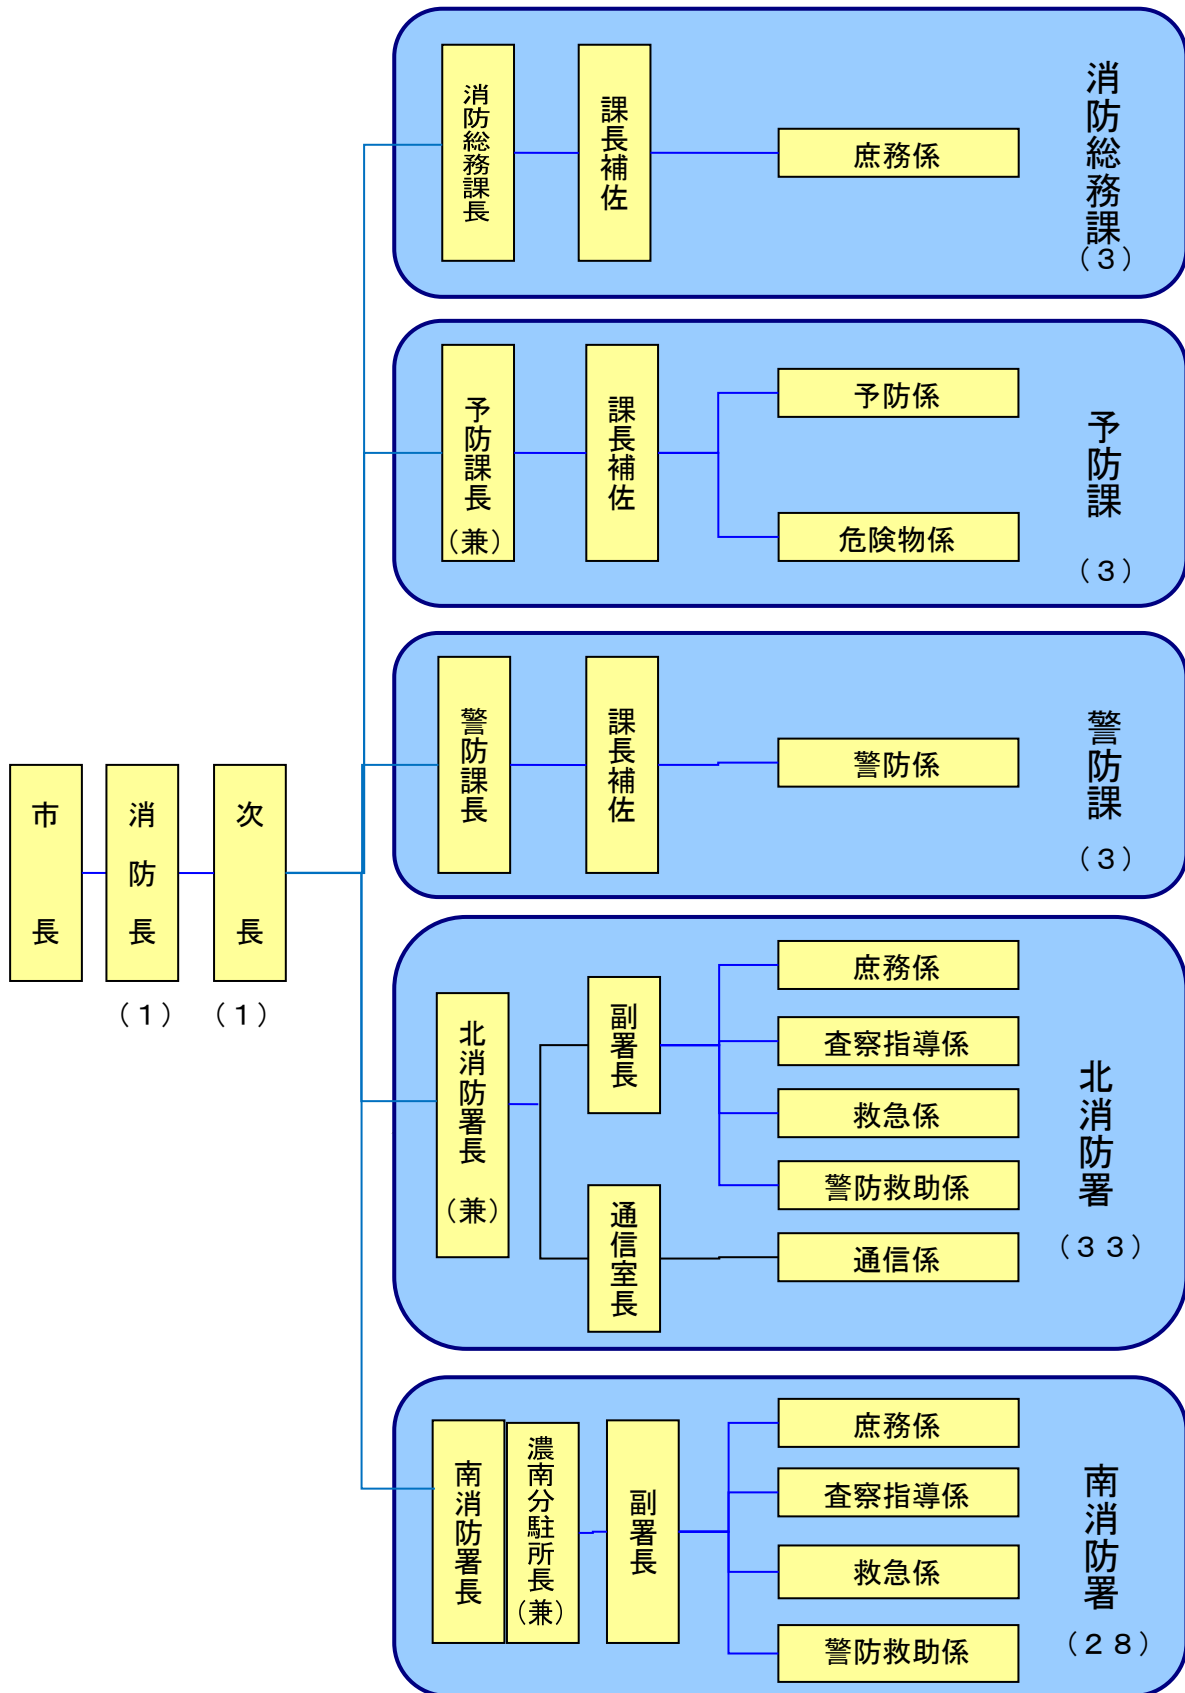 市長
消防長
（１）
次長
（１）
消防総務課長
課長補佐
庶務係
消防総務課
（３）
予防課長
（兼）
課長補佐
予防係
危険物係
予防課
（３）
警防課長
課長補佐
警防係
警防課
（３）
北消防署長
（兼）
副署長
通信室長
庶務係
査察指導係
救急係
警防救助係
通信係
北消防署
（３３）
南消防署長
濃南分駐所長
（兼）
副署長
庶務係
査察指導係
救急係
警防救助係
南消防署
（２８）